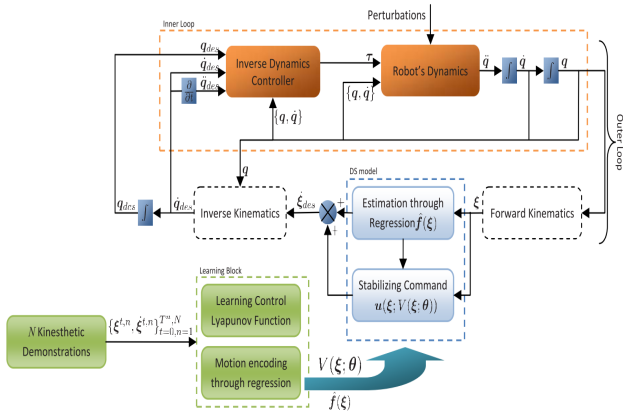 Perturbations
Inner Loop
q_des
q̇_des
q̈_des
∂/∂t
Inverse Dynamics
Controller
τ
Robot's Dynamics
{q, q̇}
{q, q̇}
q̈
∫
q̇
∫
q
Outer Loop
q
DS model
q_des
∫
q̇_des
Inverse Kinematics
ξ̇_des
+
+
Estimation through
Regression f̂(ξ)
ξ
Forward Kinematics
Stabilizing Command
u(ξ; V(ξ; θ))
Learning Block
Learning Control
Lyapunov Function
N Kinesthetic
Demonstrations
{ξ^{t,n}, ξ̇^{t,n}}_{t=0,n=1}^{T^n,N}
Motion encoding
through regression
V(ξ; θ)
f̂(ξ)